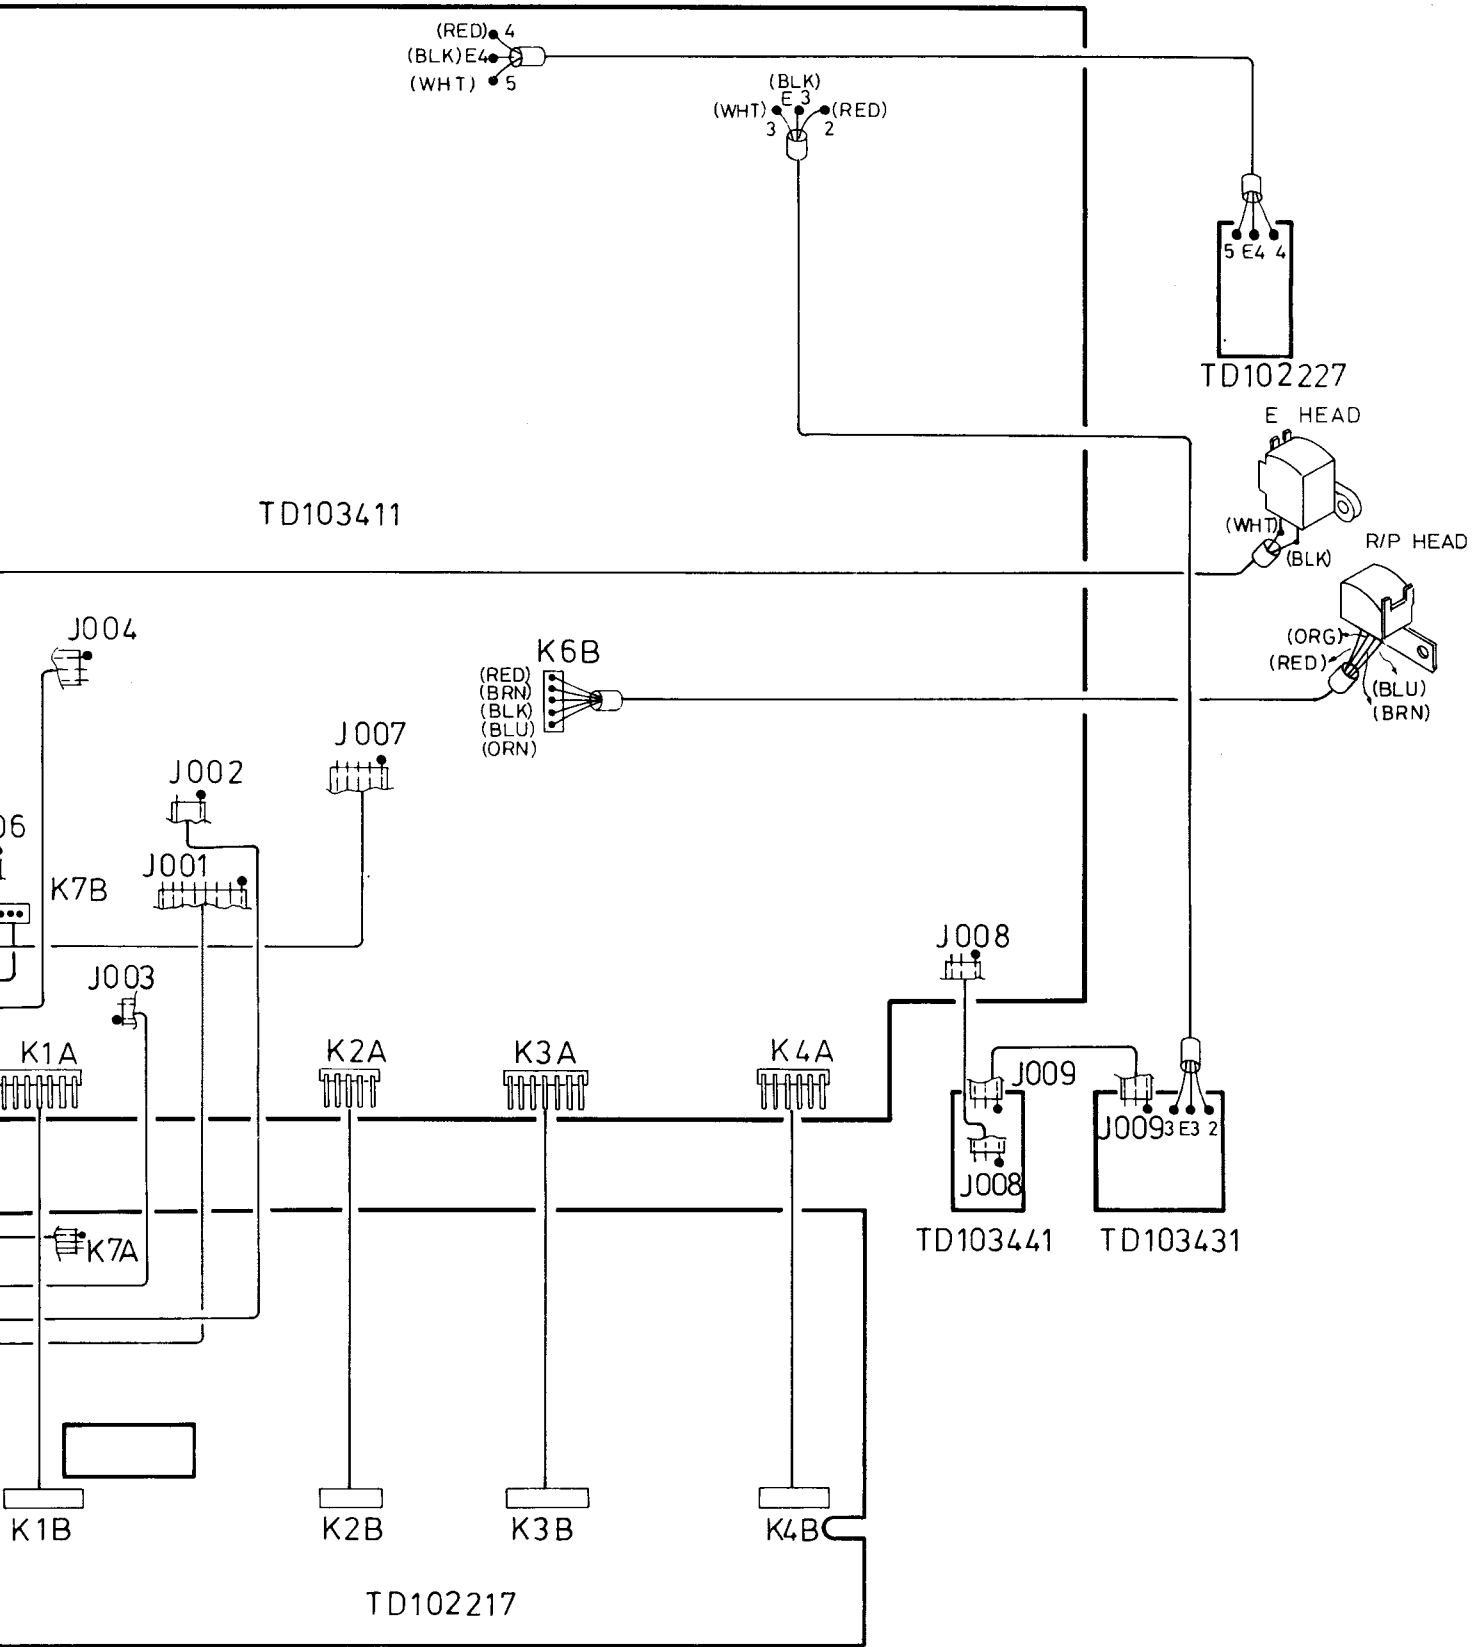 (RED) 4
(BLK)E4
(WHT) 5
(BLK)
E 3
(WHT) (RED)
3 2
5 E4 4
TD102227
E HEAD
TD103411
(WHT)
(BLK)
R/P HEAD
J004
K6B
(ORG)
(RED)
(BLU)
(BRN)
(RED)
(BRN)
(BLK)
(BLU)
(ORN)
J007
J002
06
J001
K7B
J008
J003
K1A K2A K3A K4A
J009
J009 3 E3 2
J008
K7A
TD103441 TD103431
K1B K2B K3B K4B
TD102217